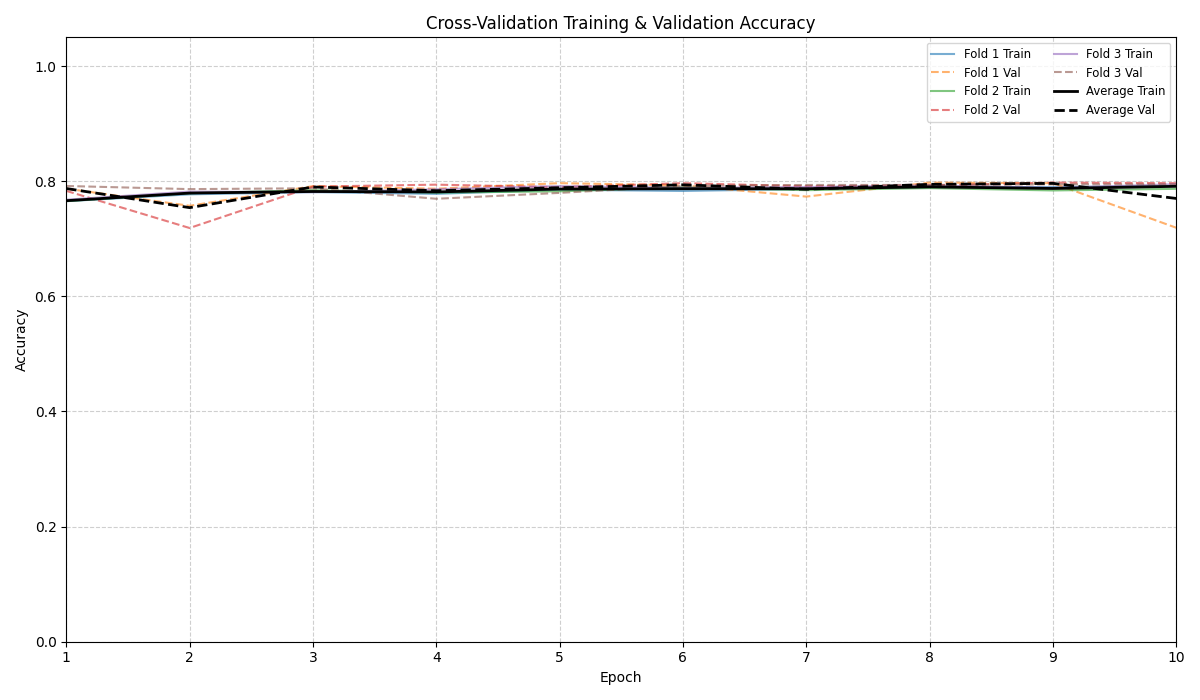 Cross-Validation Training & Validation Accuracy
Fold 1 Train
Fold 1 Val
Fold 2 Train
Fold 2 Val
Fold 3 Train
Fold 3 Val
Average Train
Average Val
Accuracy
1.0
0.8
0.6
0.4
0.2
0.0
1 2 3 4 5 6 7 8 9 10
Epoch